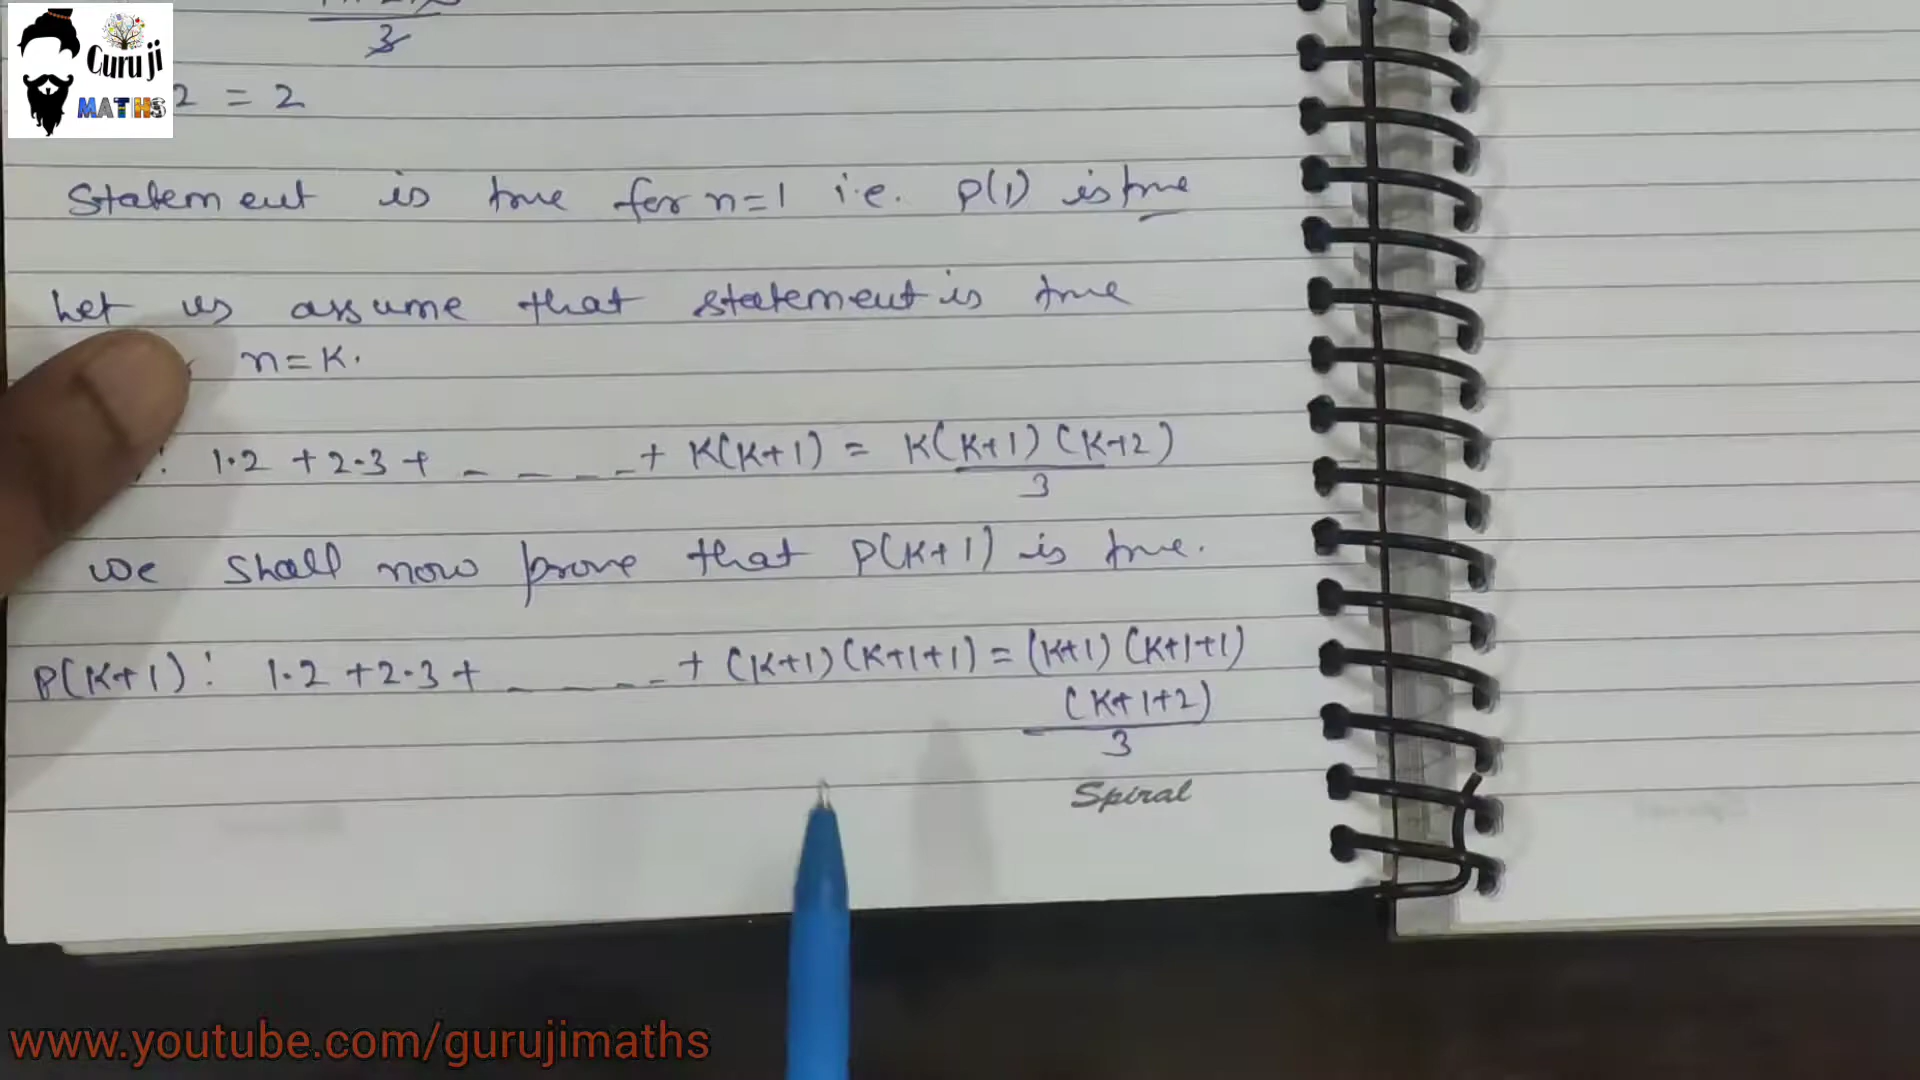 Guru ji
MATHS
3
2 = 2
Statement is true for n=1 i.e. P(1) is true
Let us assume that statement is true
n=K.
: 1·2 + 2·3 + _ _ _ _ + K(K+1) = K(K+1)(K+2)
3
We shall now prove that P(K+1) is true.
P(K+1): 1·2 + 2·3 + _ _ _ _ + (K+1)(K+1+1) = (K+1)(K+1+1)
(K+1+2)
3
Spiral
www.youtube.com/gurujimaths